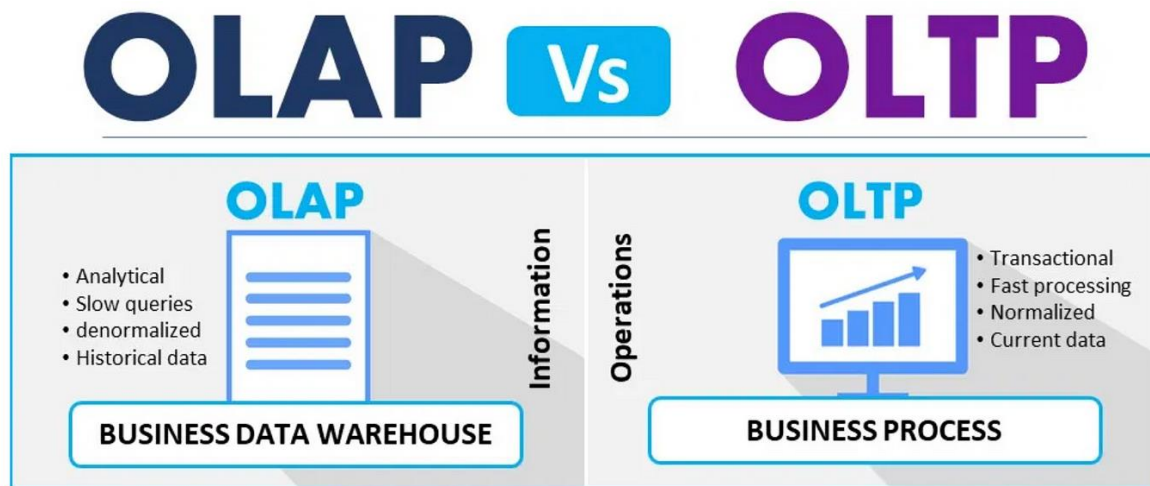 OLAP Vs OLTP
OLAP
• Analytical
• Slow queries
• denormalized
• Historical data
Information
BUSINESS DATA WAREHOUSE
OLTP
Operations
• Transactional
• Fast processing
• Normalized
• Current data
BUSINESS PROCESS